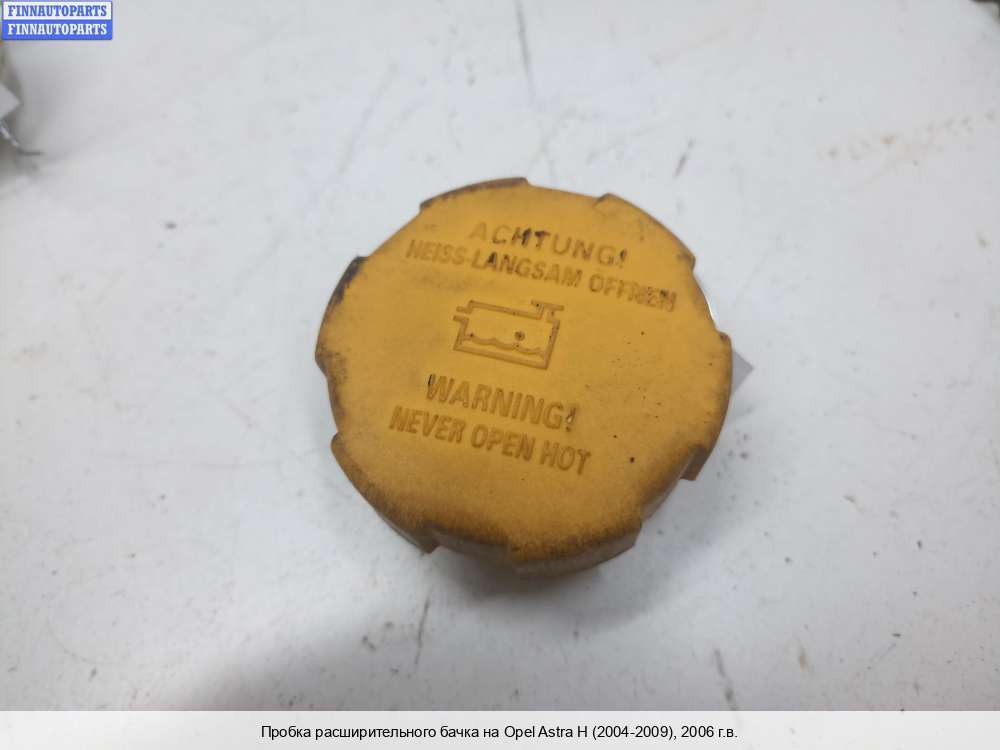 FINNAUTOPARTS
FINNAUTOPARTS
ACHTUNG!
HEISS-LANGSAM OFFNEN
WARNING!
NEVER OPEN HOT
Пробка расширительного бачка на Opel Astra H (2004-2009), 2006 г.в.